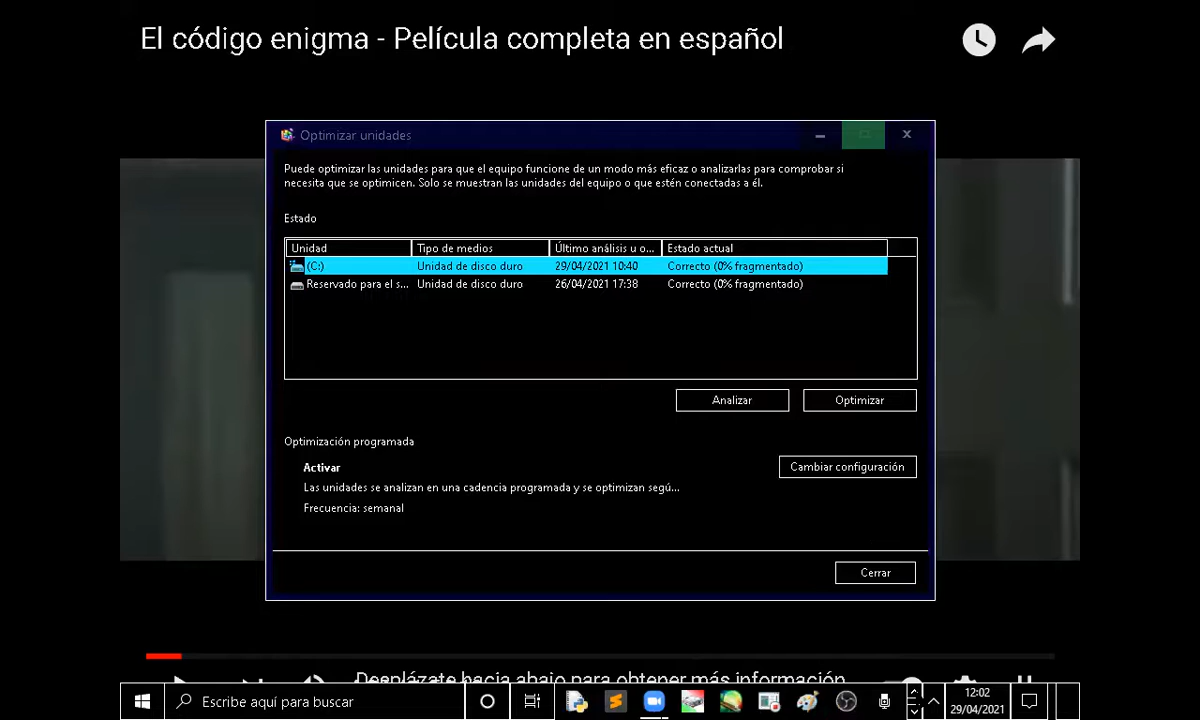 El código enigma - Película completa en español
Optimizar unidades
Puede optimizar las unidades para que el equipo funcione de un modo más eficaz o analizarlas para comprobar si
necesita que se optimicen. Solo se muestran las unidades del equipo o que estén conectadas a él.
Estado
Unidad Tipo de medios Último análisis u o... Estado actual
(C:) Unidad de disco duro 29/04/2021 10:40 Correcto (0% fragmentado)
Reservado para el s... Unidad de disco duro 26/04/2021 17:38 Correcto (0% fragmentado)
Analizar Optimizar
Optimización programada
Activar
Cambiar configuración
Las unidades se analizan en una cadencia programada y se optimizan segú...
Frecuencia: semanal
Cerrar
Desplázate hacia abajo para obtener más información
Escribe aquí para buscar
12:02
29/04/2021